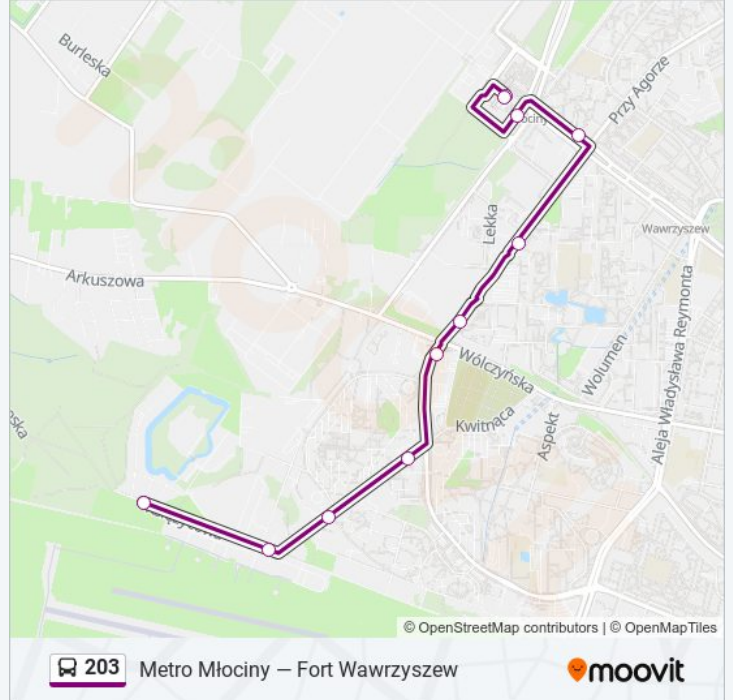 Burleska
Przy Agorze
Lekka
Wawrzyszew
Arkuszowa
Wólczyńska
Wolumen
Aleja Władysława Reymonta
Kwitnąca
Aspekt
© OpenStreetMap contributors | © OpenMapTiles
203 Metro Młociny — Fort Wawrzyszew
moovit